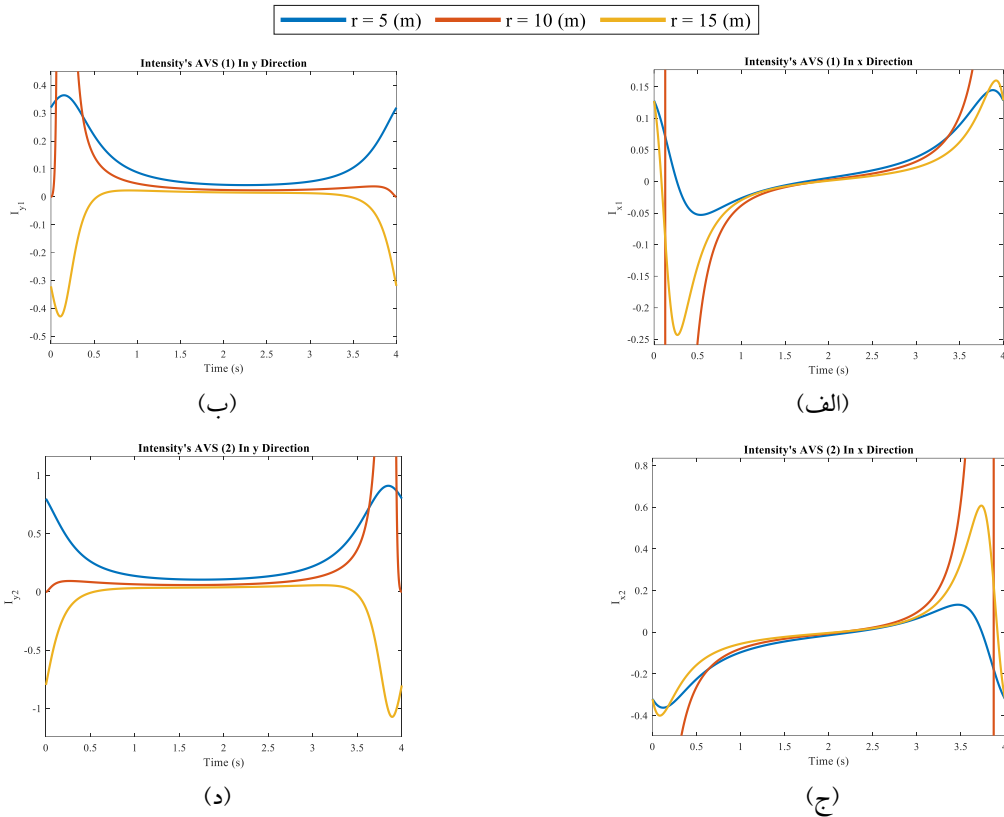 r = 5 (m) r = 10 (m) r = 15 (m)
Intensity's AVS (1) In x Direction
0.15
0.1
0.05
0
-0.05
-0.1
-0.15
-0.2
-0.25
I_x1
0 0.5 1 1.5 2 2.5 3 3.5 4
Time (s)
(الف)
Intensity's AVS (1) In y Direction
0.4
0.3
0.2
0.1
0
-0.1
-0.2
-0.3
-0.4
-0.5
I_y1
0 0.5 1 1.5 2 2.5 3 3.5 4
Time (s)
(ب)
Intensity's AVS (2) In x Direction
0.8
0.6
0.4
0.2
0
-0.2
-0.4
I_x2
0 0.5 1 1.5 2 2.5 3 3.5 4
Time (s)
(ج)
Intensity's AVS (2) In y Direction
1
0.5
0
-0.5
-1
I_y2
0 0.5 1 1.5 2 2.5 3 3.5 4
Time (s)
(د)